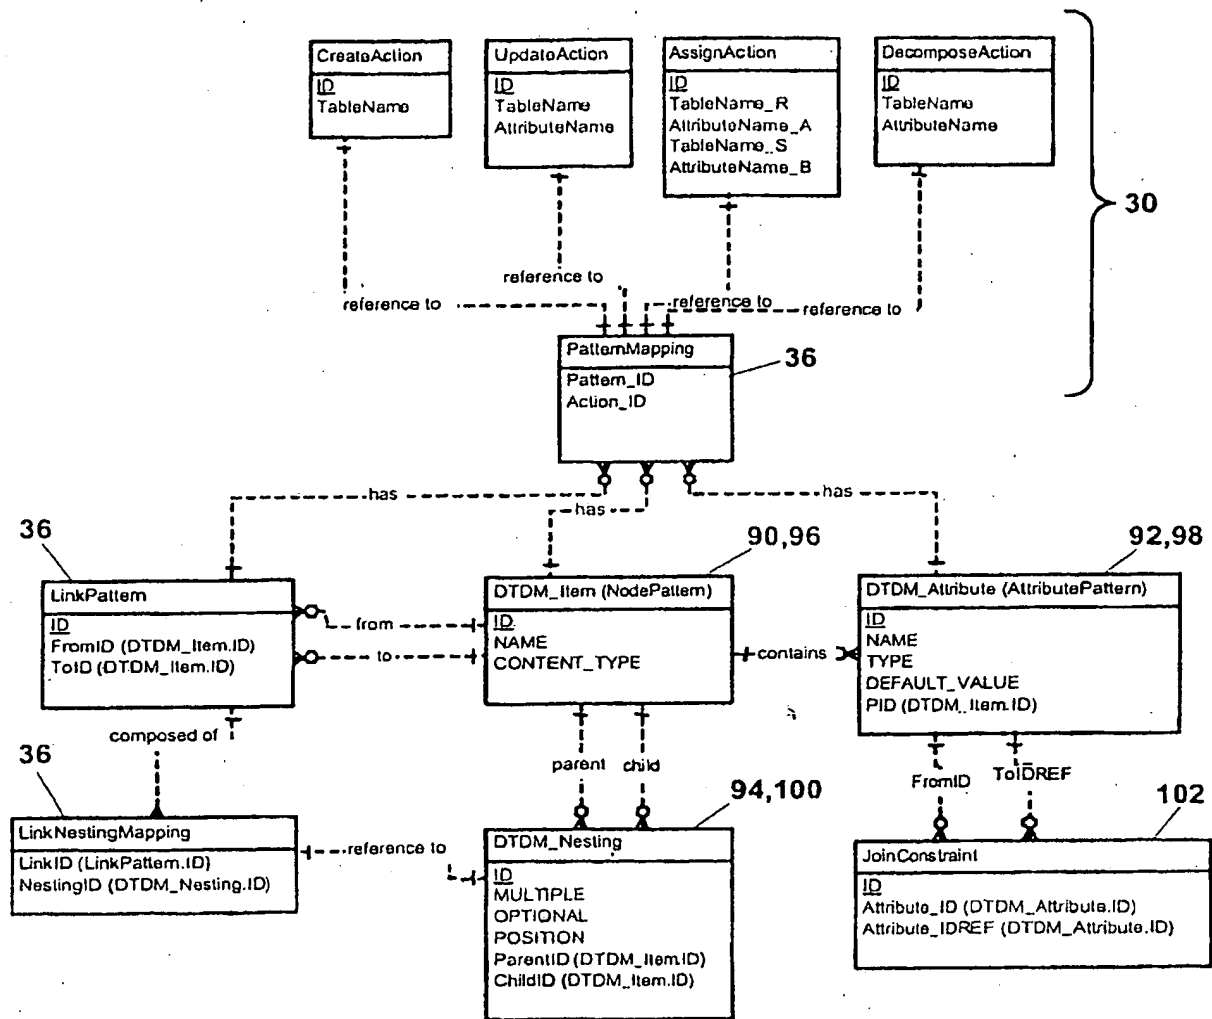 CreateAction
ID
TableName
UpdateAction
ID
TableName
AttributeName
AssignAction
ID
TableName_R
AttributeName_A
TableName_S
AttributeName_B
DecomposeAction
ID
TableName
AttributeName
30
reference to
reference to
reference to
reference to
PatternMapping
Pattern_ID
Action_ID
36
has
has
has
36
LinkPattern
ID
FromID (DTDM_Item.ID)
ToID (DTDM_Item.ID)
from
to
90,96
DTDM_Item (NodePattern)
ID
NAME
CONTENT_TYPE
contains
92,98
DTDM_Attribute (AttributePattern)
ID
NAME
TYPE
DEFAULT_VALUE
PID (DTDM_Item.ID)
composed of
parent
child
FromID
ToIDREF
36
LinkNestingMapping
LinkID (LinkPattern.ID)
NestingID (DTDM_Nesting.ID)
reference to
94,100
DTDM_Nesting
ID
MULTIPLE
OPTIONAL
POSITION
ParentID (DTDM_Item.ID)
ChildID (DTDM_Item.ID)
102
JoinConstraint
ID
Attribute_ID (DTDM_Attribute.ID)
Attribute_IDREF (DTDM_Attribute.ID)